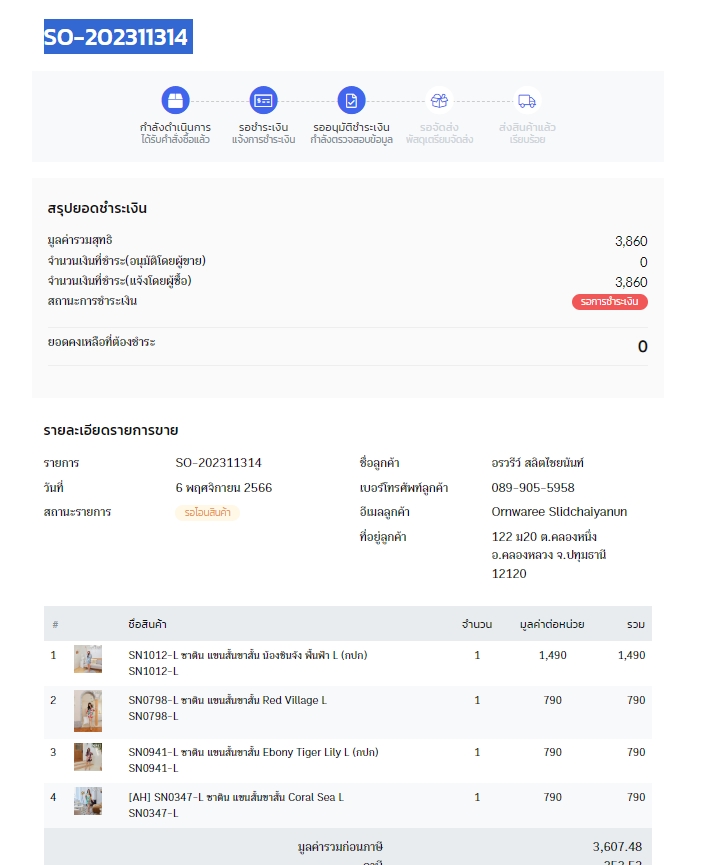 SO-202311314
กำลังดำเนินการ
ได้รับคำสั่งซื้อแล้ว
รอชำระเงิน
แจ้งการชำระเงิน
รออนุมัติชำระเงิน
กำลังตรวจสอบข้อมูล
รอจัดส่ง
พัสดุเตรียมจัดส่ง
ส่งสินค้าแล้ว
เรียบร้อย
สรุปยอดชำระเงิน
มูลค่ารวมสุทธิ 3,860
จำนวนเงินที่ชำระ(อนุมัติโดยผู้ขาย) 0
จำนวนเงินที่ชำระ(แจ้งโดยผู้ซื้อ) 3,860
สถานะการชำระเงิน รอการชำระเงิน
ยอดคงเหลือที่ต้องชำระ 0
รายละเอียดรายการขาย
รายการ SO-202311314
วันที่ 6 พฤศจิกายน 2566
สถานะรายการ รอโอนสินค้า
ชื่อลูกค้า อรวรีว์ สลิดไชยนันท์
เบอร์โทรศัพท์ลูกค้า 089-905-5958
อีเมลลูกค้า Ornwaree Slidchaiyanun
ที่อยู่ลูกค้า 122 ม20 ต.คลองหนึ่ง
อ.คลองหลวง จ.ปทุมธานี
12120
# ชื่อสินค้า จำนวน มูลค่าต่อหน่วย รวม
1 SN1012-L ซาติน แขนสั้นขาสั้น น้องชินจัง พื้นฟ้า L (กปก) 1 1,490 1,490
SN1012-L
2 SN0798-L ซาติน แขนสั้นขาสั้น Red Village L 1 790 790
SN0798-L
3 SN0941-L ซาติน แขนสั้นขาสั้น Ebony Tiger Lily L (กปก) 1 790 790
SN0941-L
4 [AH] SN0347-L ซาติน แขนสั้นขาสั้น Coral Sea L 1 790 790
SN0347-L
มูลค่ารวมก่อนภาษี 3,607.48